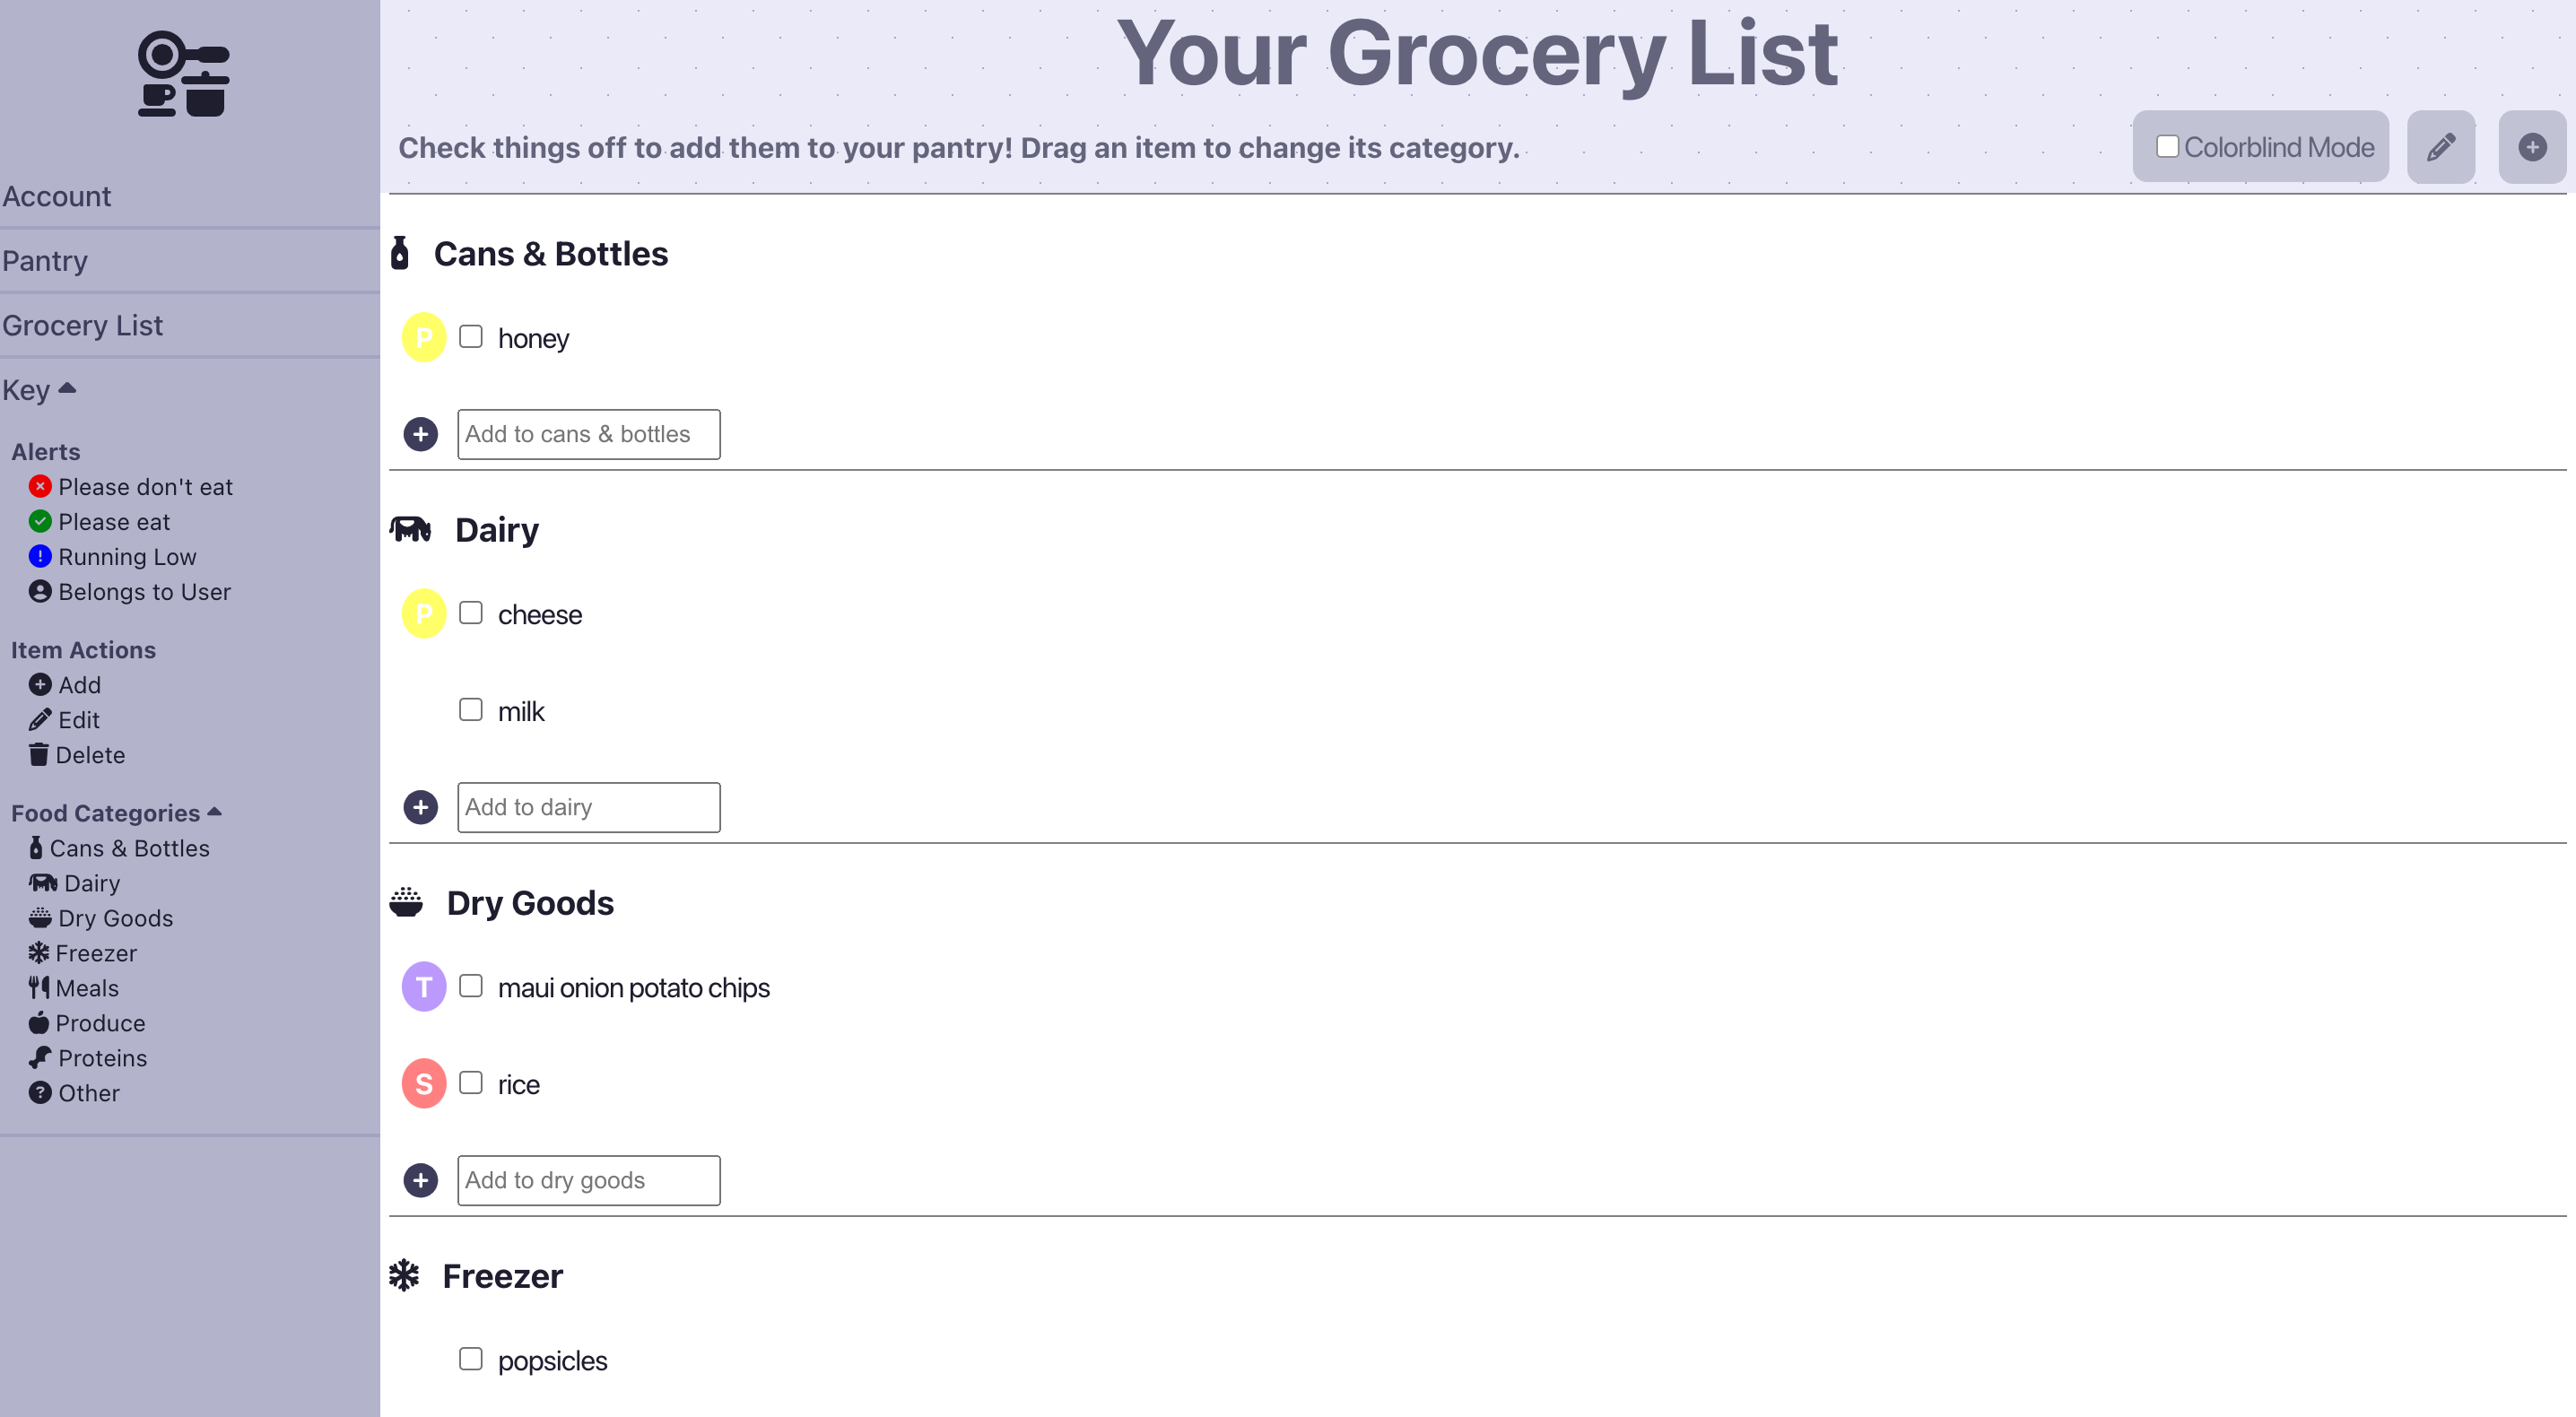 Account
Pantry
Grocery List
Key
Alerts
Please don't eat
Please eat
Running Low
Belongs to User
Item Actions
Add
Edit
Delete
Food Categories
Cans & Bottles
Dairy
Dry Goods
Freezer
Meals
Produce
Proteins
Other
Your Grocery List
Check things off to add them to your pantry! Drag an item to change its category.
Colorblind Mode
Cans & Bottles
P honey
Add to cans & bottles
Dairy
P cheese
milk
Add to dairy
Dry Goods
T maui onion potato chips
S rice
Add to dry goods
Freezer
popsicles